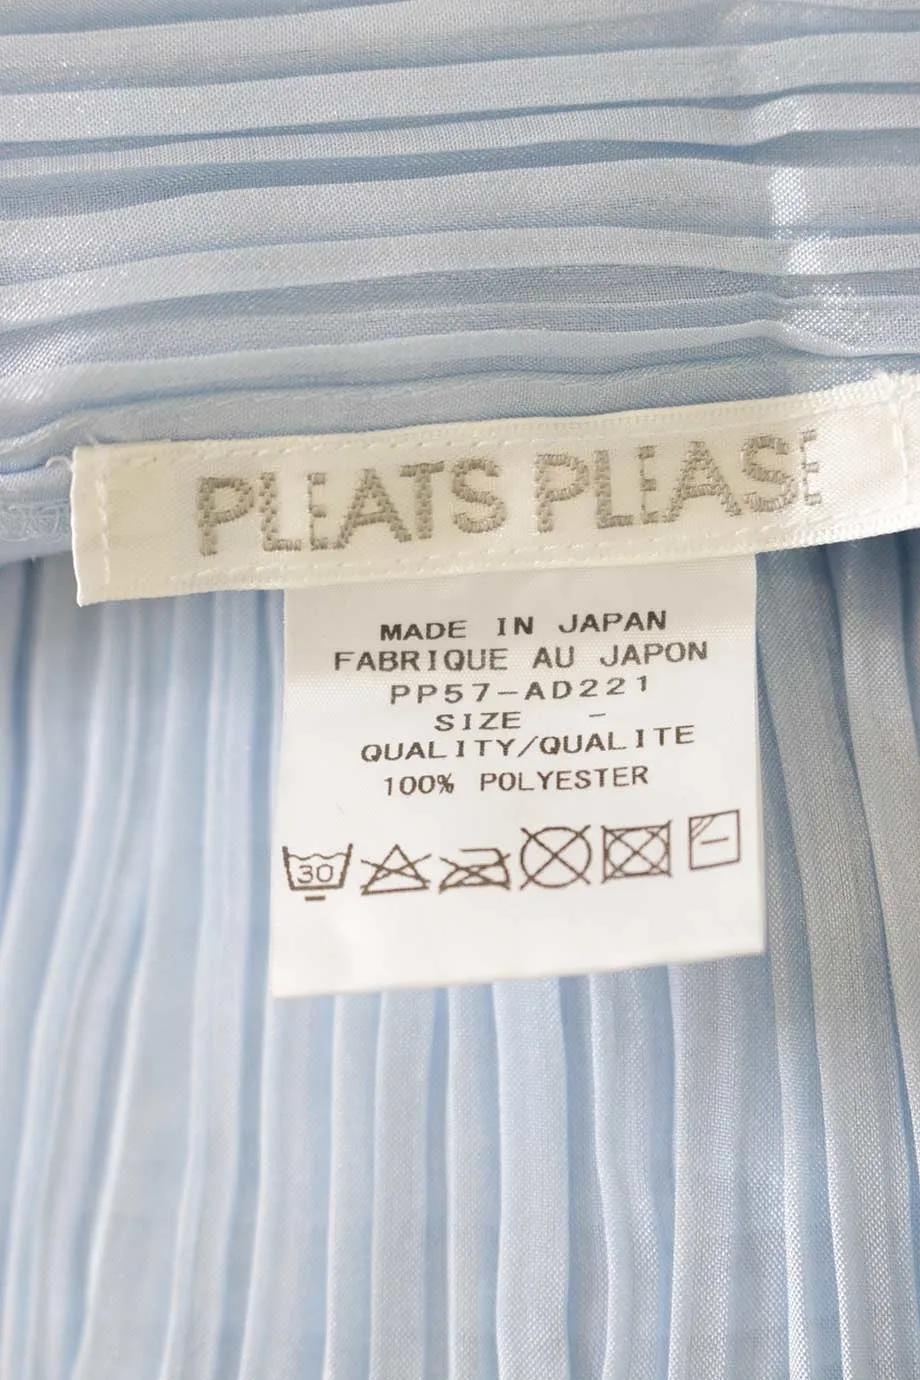 PLEATS PLEASE
MADE IN JAPAN
FABRIQUE AU JAPON
PP57-AD221
SIZE -
QUALITY/QUALITE
100% POLYESTER
30